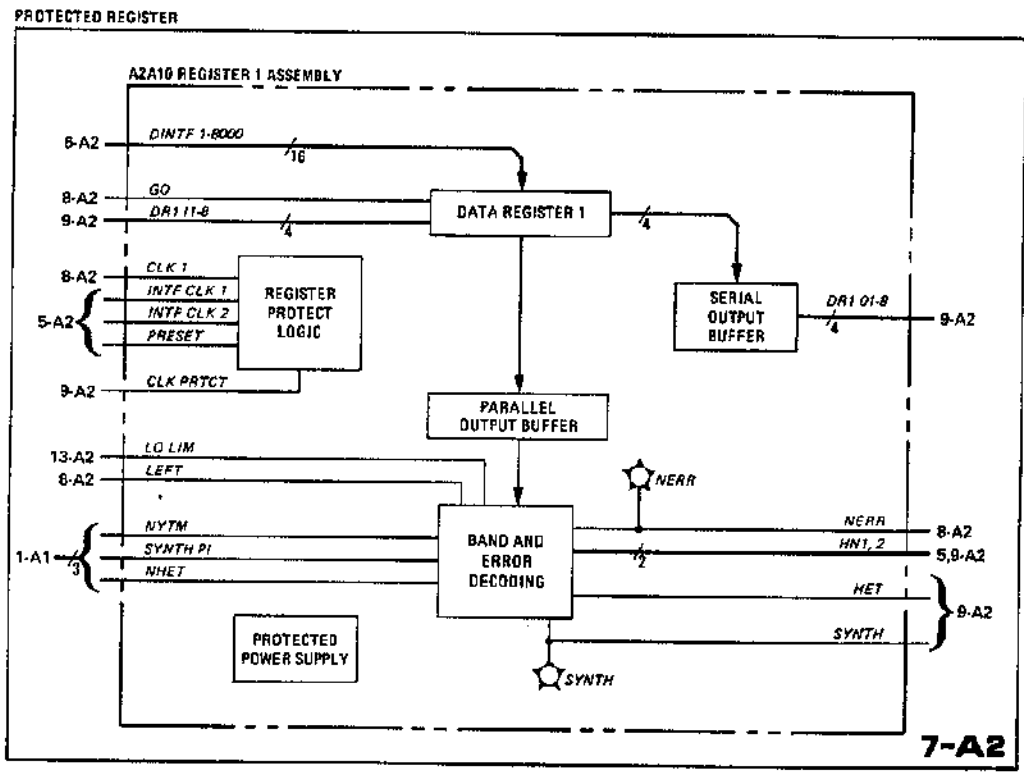 PROTECTED REGISTER
A2A10 REGISTER 1 ASSEMBLY
6-A2 DINTF 1-8000
16
8-A2 GO
9-A2 DR1 I1-8
4
DATA REGISTER 1
4
8-A2 CLK 1
INTF CLK 1
5-A2 INTF CLK 2
PRESET
9-A2 CLK PRTCT
REGISTER
PROTECT
LOGIC
SERIAL
OUTPUT
BUFFER
DR1 O1-8
4
9-A2
PARALLEL
OUTPUT BUFFER
13-A2 LO LIM
8-A2 LEFT
NERR
NYTM
1-A1 3 SYNTH PI
NHET
BAND AND
ERROR
DECODING
NERR 8-A2
2 HN1, 2 5,9-A2
HET
9-A2
SYNTH
SYNTH
PROTECTED
POWER SUPPLY
7-A2